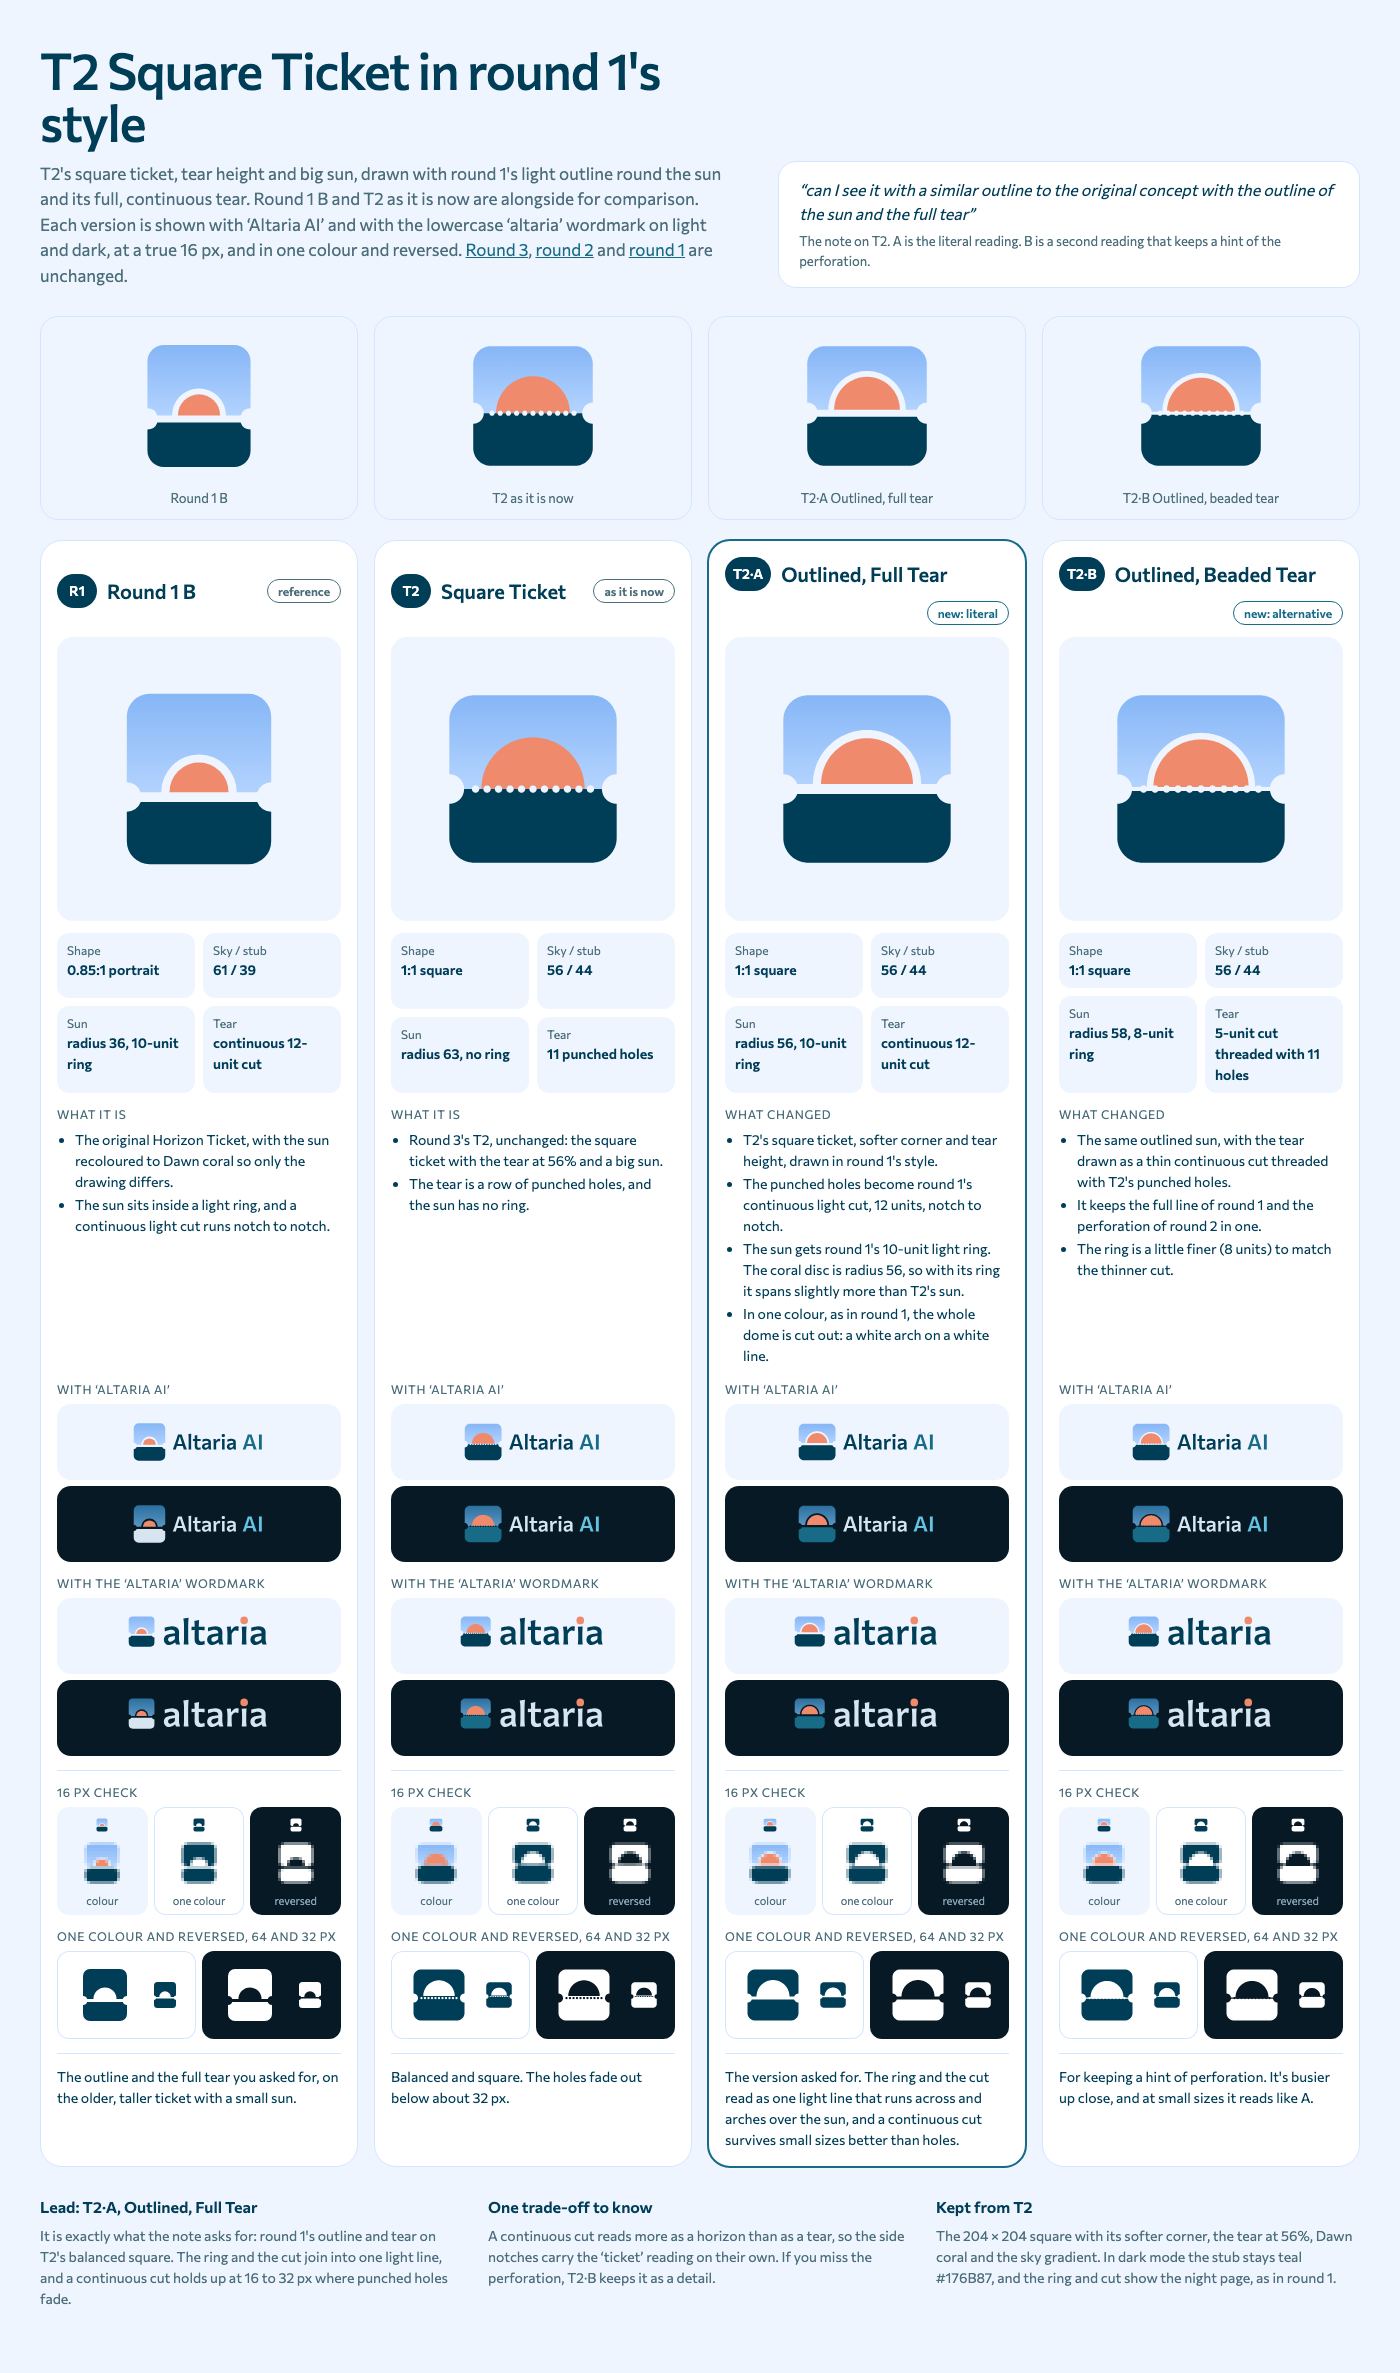 T2 Square Ticket in round 1's
style
T2's square ticket, tear height and big sun, drawn with round 1's light outline round the sun
and its full, continuous tear. Round 1 B and T2 as it is now are alongside for comparison.
Each version is shown with ‘Altaria AI’ and with the lowercase ‘altaria’ wordmark on light
and dark, at a true 16 px, and in one colour and reversed. Round 3, round 2 and round 1 are
unchanged.
“can I see it with a similar outline to the original concept with the outline of
the sun and the full tear”
The note on T2. A is the literal reading. B is a second reading that keeps a hint of the
perforation.
Round 1 B
T2 as it is now
T2·A Outlined, full tear
T2·B Outlined, beaded tear
R1 Round 1 B reference
Shape
0.85:1 portrait
Sky / stub
61 / 39
Sun
radius 36, 10-unit
ring
Tear
continuous 12-
unit cut
WHAT IT IS
• The original Horizon Ticket, with the sun
recoloured to Dawn coral so only the
drawing differs.
• The sun sits inside a light ring, and a
continuous light cut runs notch to notch.
WITH ‘ALTARIA AI’
Altaria AI
Altaria AI
WITH THE ‘ALTARIA’ WORDMARK
altaria
altaria
16 PX CHECK
colour
one colour
reversed
ONE COLOUR AND REVERSED, 64 AND 32 PX
The outline and the full tear you asked for, on
the older, taller ticket with a small sun.
T2 Square Ticket as it is now
Shape
1:1 square
Sky / stub
56 / 44
Sun
radius 63, no ring
Tear
11 punched holes
WHAT IT IS
• Round 3's T2, unchanged: the square
ticket with the tear at 56% and a big sun.
• The tear is a row of punched holes, and
the sun has no ring.
WITH ‘ALTARIA AI’
Altaria AI
Altaria AI
WITH THE ‘ALTARIA’ WORDMARK
altaria
altaria
16 PX CHECK
colour
one colour
reversed
ONE COLOUR AND REVERSED, 64 AND 32 PX
Balanced and square. The holes fade out
below about 32 px.
T2·A Outlined, Full Tear
new: literal
Shape
1:1 square
Sky / stub
56 / 44
Sun
radius 56, 10-unit
ring
Tear
continuous 12-
unit cut
WHAT CHANGED
• T2's square ticket, softer corner and tear
height, drawn in round 1's style.
• The punched holes become round 1's
continuous light cut, 12 units, notch to
notch.
• The sun gets round 1's 10-unit light ring.
The coral disc is radius 56, so with its ring
it spans slightly more than T2's sun.
• In one colour, as in round 1, the whole
dome is cut out: a white arch on a white
line.
WITH ‘ALTARIA AI’
Altaria AI
Altaria AI
WITH THE ‘ALTARIA’ WORDMARK
altaria
altaria
16 PX CHECK
colour
one colour
reversed
ONE COLOUR AND REVERSED, 64 AND 32 PX
The version asked for. The ring and the cut
read as one light line that runs across and
arches over the sun, and a continuous cut
survives small sizes better than holes.
T2·B Outlined, Beaded Tear
new: alternative
Shape
1:1 square
Sky / stub
56 / 44
Sun
radius 58, 8-unit
ring
Tear
5-unit cut
threaded with 11
holes
WHAT CHANGED
• The same outlined sun, with the tear
drawn as a thin continuous cut threaded
with T2's punched holes.
• It keeps the full line of round 1 and the
perforation of round 2 in one.
• The ring is a little finer (8 units) to match
the thinner cut.
WITH ‘ALTARIA AI’
Altaria AI
Altaria AI
WITH THE ‘ALTARIA’ WORDMARK
altaria
altaria
16 PX CHECK
colour
one colour
reversed
ONE COLOUR AND REVERSED, 64 AND 32 PX
For keeping a hint of perforation. It's busier
up close, and at small sizes it reads like A.
Lead: T2·A, Outlined, Full Tear
It is exactly what the note asks for: round 1's outline and tear on
T2's balanced square. The ring and the cut join into one light line,
and a continuous cut holds up at 16 to 32 px where punched holes
fade.
One trade-off to know
A continuous cut reads more as a horizon than as a tear, so the side
notches carry the ‘ticket’ reading on their own. If you miss the
perforation, T2·B keeps it as a detail.
Kept from T2
The 204 × 204 square with its softer corner, the tear at 56%, Dawn
coral and the sky gradient. In dark mode the stub stays teal
#176B87, and the ring and cut show the night page, as in round 1.